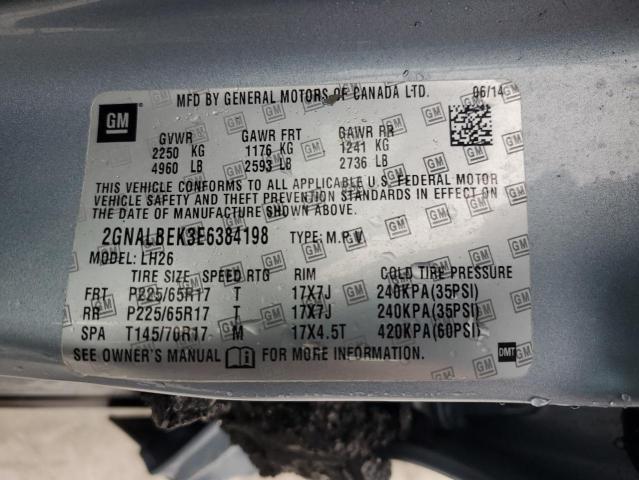 MFD BY GENERAL MOTORS OF CANADA LTD. 06/14
GM
GVWR GAWR FRT GAWR RR
2250 KG 1176 KG 1241 KG
4960 LB 2593 LB 2736 LB
THIS VEHICLE CONFORMS TO ALL APPLICABLE U.S. FEDERAL MOTOR
VEHICLE SAFETY AND THEFT PREVENTION STANDARDS IN EFFECT ON
THE DATE OF MANUFACTURE SHOWN ABOVE.
2GNALBEK3E6384198 TYPE: M.P.V
MODEL: LH26
TIRE SIZE SPEED RTG RIM COLD TIRE PRESSURE
FRT P225/65R17 T 17X7J 240KPA(35PSI)
RR P225/65R17 T 17X7J 240KPA(35PSI)
SPA T145/70R17 M 17X4.5T 420KPA(60PSI)
SEE OWNER'S MANUAL FOR MORE INFORMATION. DMT